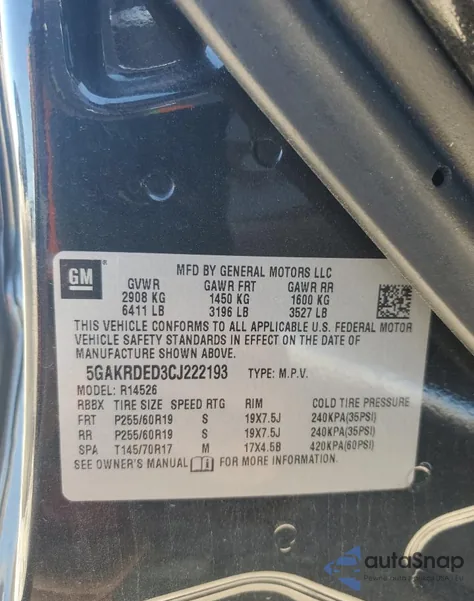 GM
MFD BY GENERAL MOTORS LLC
GVWR GAWR FRT GAWR RR
2908 KG 1450 KG 1600 KG
6411 LB 3196 LB 3527 LB
THIS VEHICLE CONFORMS TO ALL APPLICABLE U.S. FEDERAL MOTOR
VEHICLE SAFETY STANDARDS IN EFFECT ON THE DATE OF
MANUFACTURE SHOWN ABOVE.
5GAKRDED3CJ222193 TYPE: M.P.V.
MODEL: R14526
RBBX TIRE SIZE SPEED RTG RIM COLD TIRE PRESSURE
FRT P255/60R19 S 19X7.5J 240KPA(35PSI)
RR P255/60R19 S 19X7.5J 240KPA(35PSI)
SPA T145/70R17 M 17X4.5B 420KPA(60PSI)
SEE OWNER'S MANUAL FOR MORE INFORMATION.
autoSnap